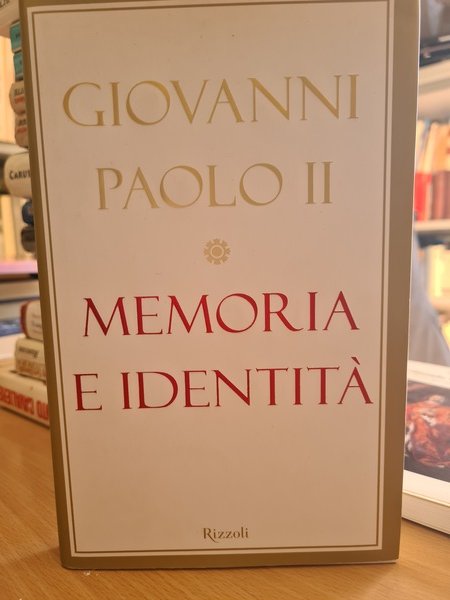 GIOVANNI
PAOLO II
MEMORIA
E IDENTITÀ
Rizzoli